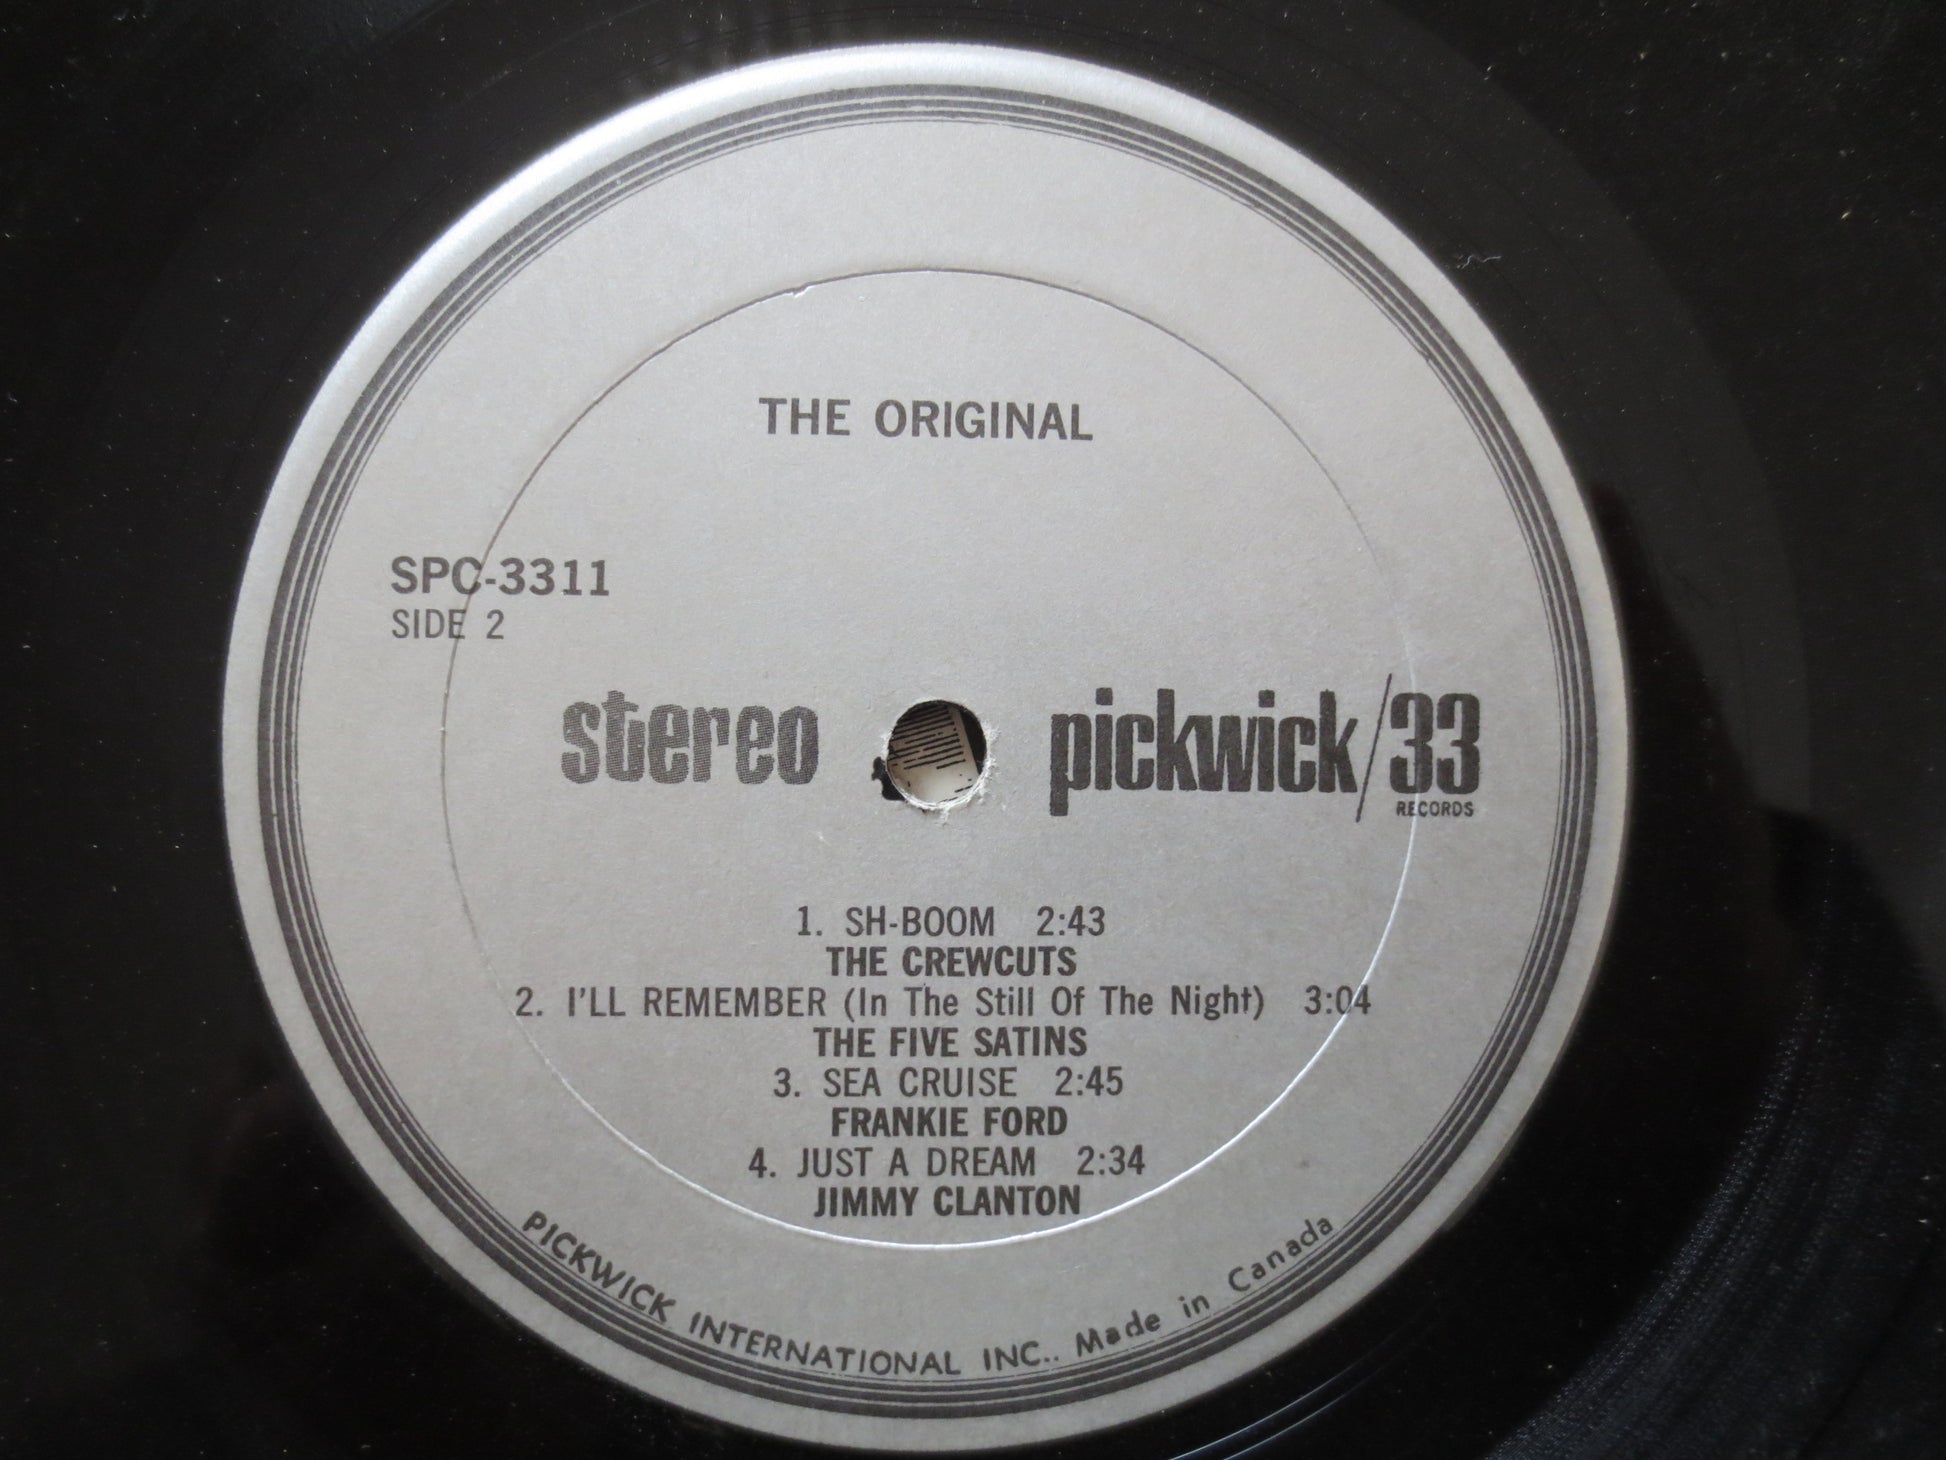 THE ORIGINAL
SPC-3311
SIDE 2
stereo
pickwick/33
RECORDS
1. SH-BOOM 2:43
THE CREWCUTS
2. I'LL REMEMBER (In The Still Of The Night) 3:04
THE FIVE SATINS
3. SEA CRUISE 2:45
FRANKIE FORD
4. JUST A DREAM 2:34
JIMMY CLANTON
PICKWICK INTERNATIONAL INC.. Made in Canada